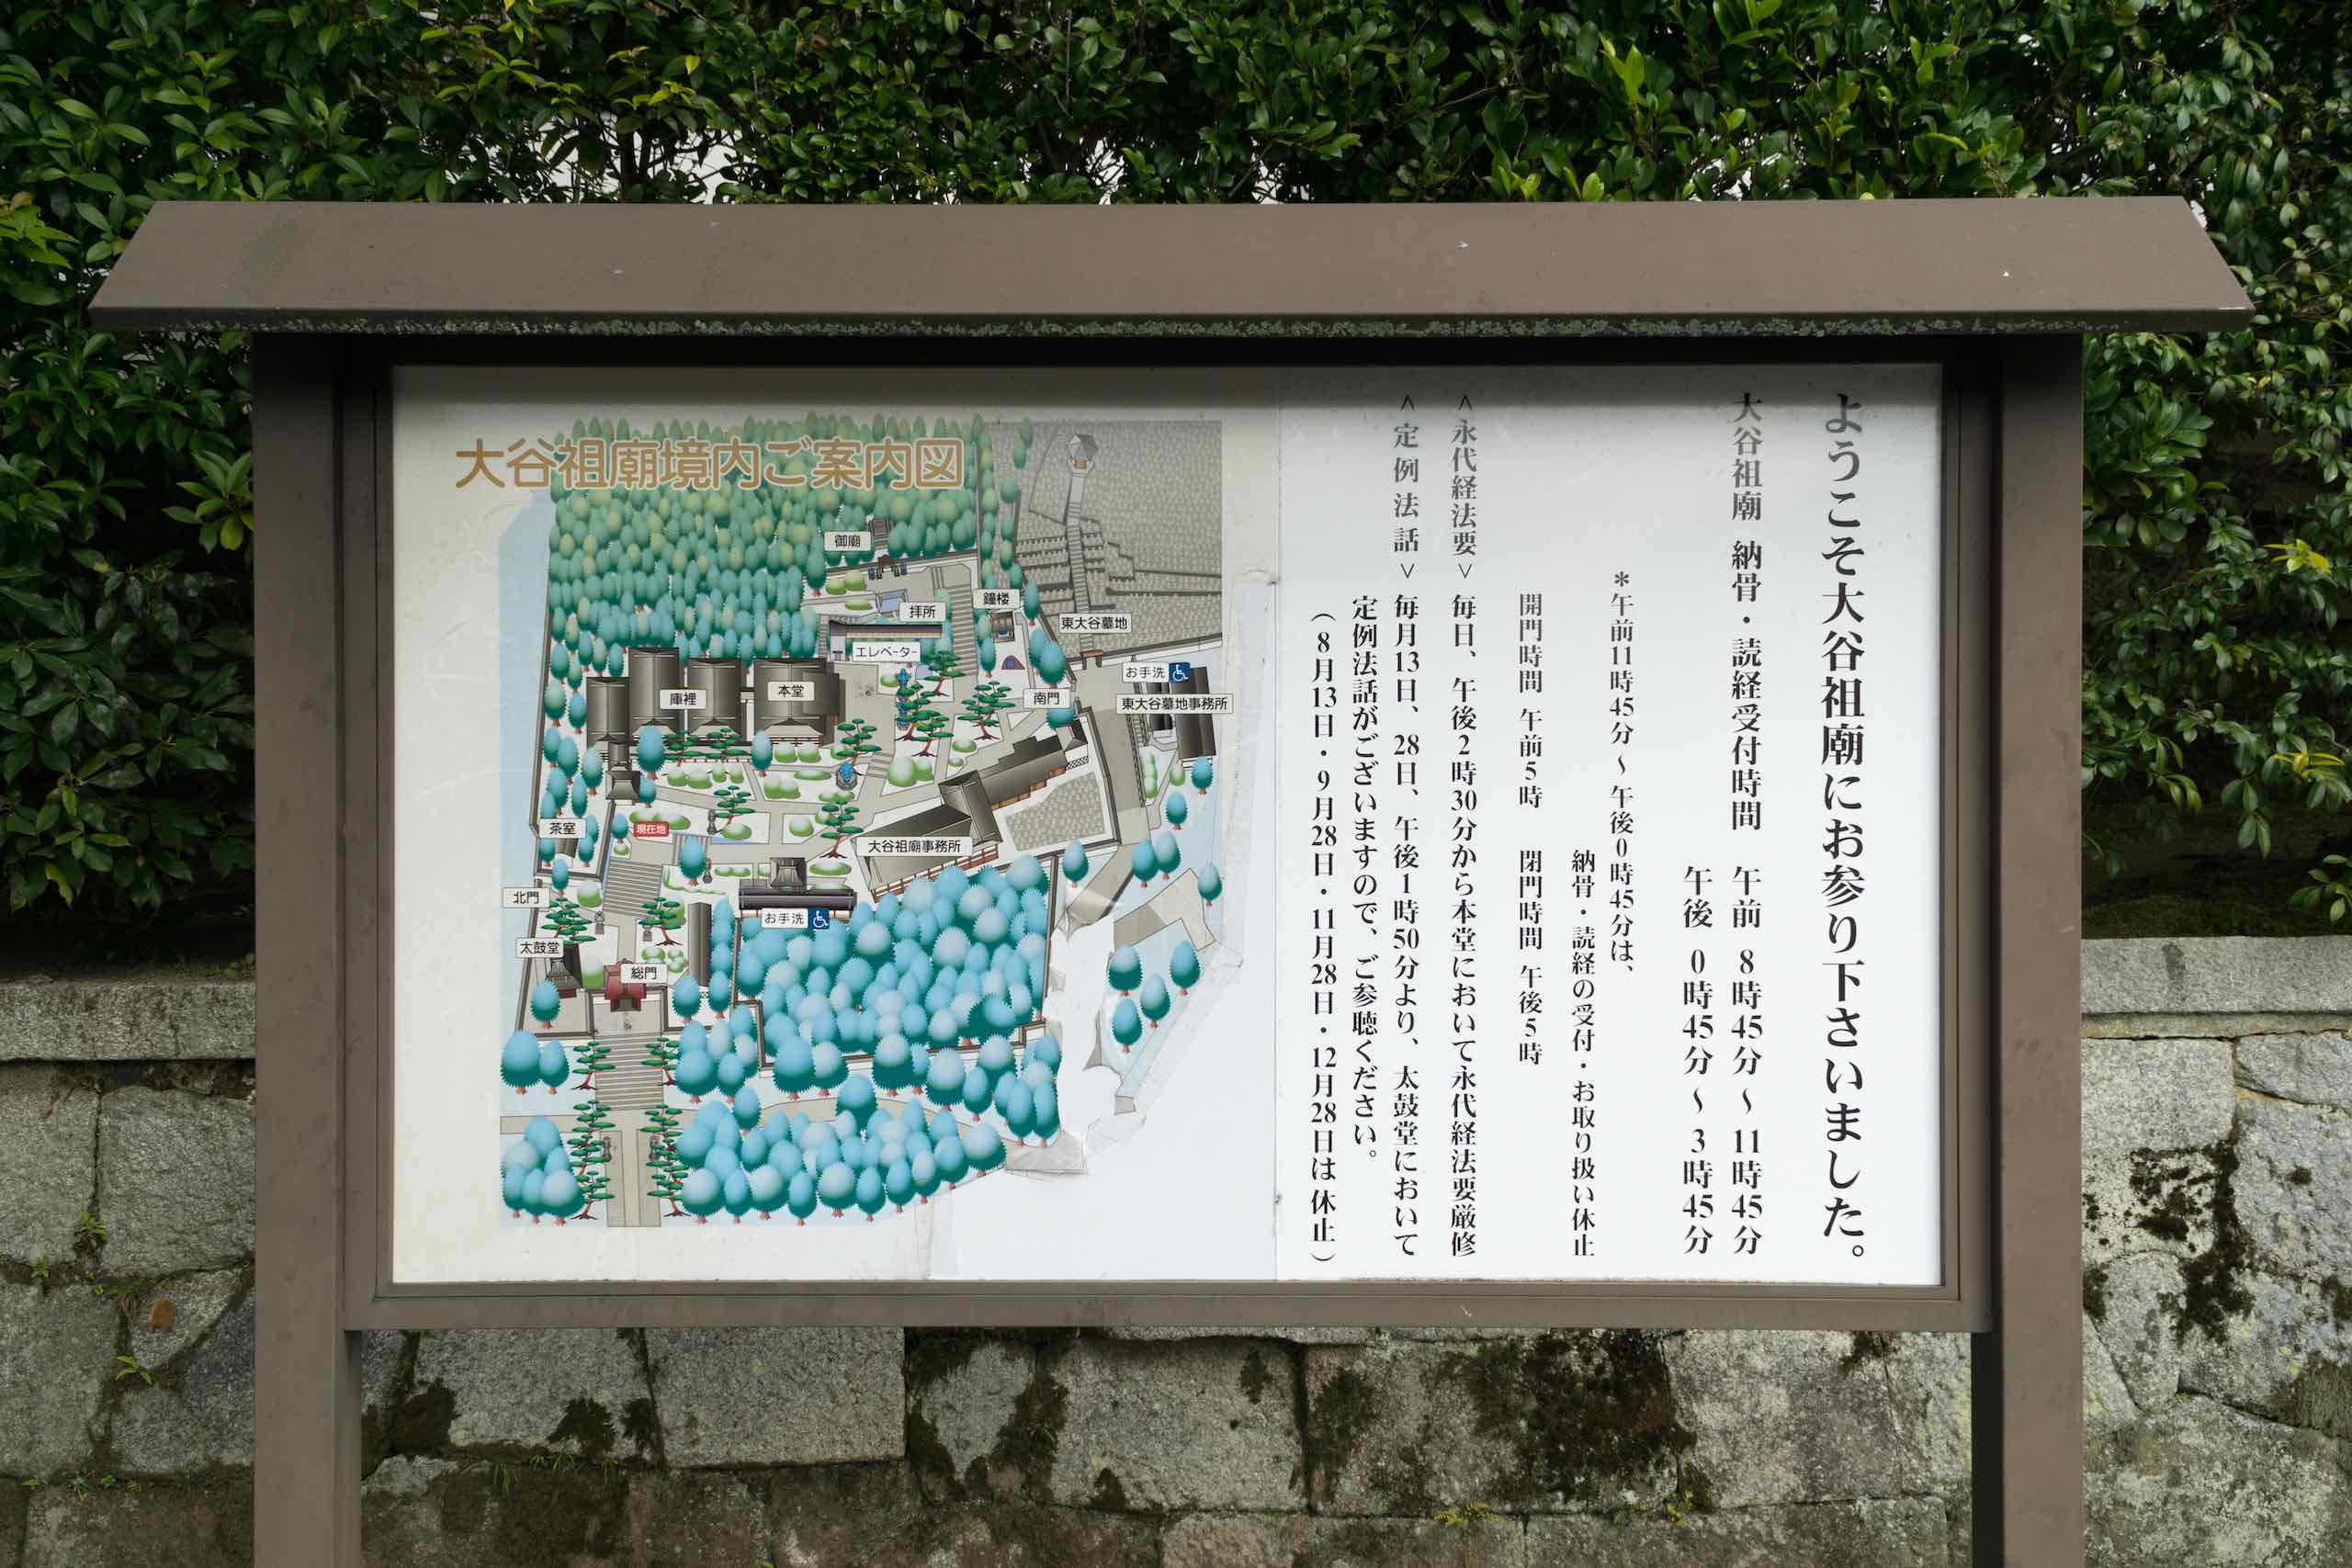 ようこそ大谷祖廟にお参り下さいました。
大谷祖廟 納骨・読経受付時間 午前 8時45分～11時45分
午後 0時45分～3時45分
＊午前11時45分～午後0時45分は、
納骨・読経の受付・お取り扱い休止
開門時間 午前5時 閉門時間 午後5時
＜永代経法要＞ 毎日、午後2時30分から本堂において永代経法要厳修
＜定例法話＞ 毎月13日、28日、午後1時50分より、太鼓堂において
定例法話がございますので、ご参聴ください。
（8月13日・9月28日・11月28日・12月28日は休止）
大谷祖廟境内ご案内図
御廟
拝所
鐘楼
東大谷墓地
エレベーター
お手洗
庫裡
本堂
南門
東大谷墓地事務所
茶室
現在地
大谷祖廟事務所
北門
お手洗
太鼓堂
総門